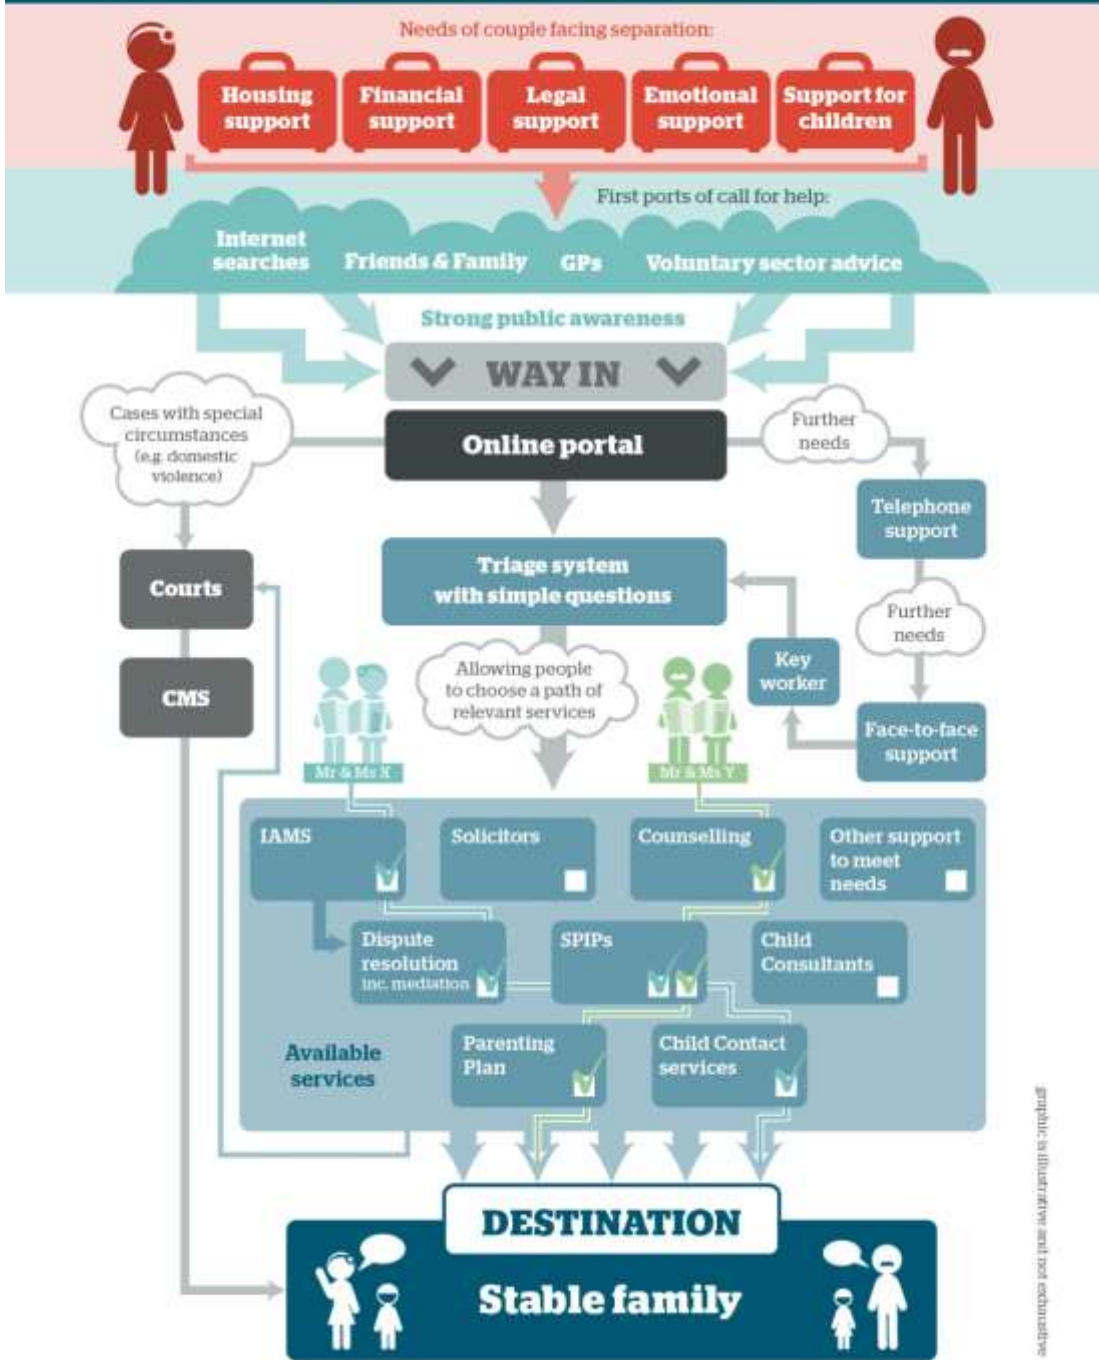 Needs of couple facing separation:
Housing
support
Financial
support
Legal
support
Emotional
support
Support for
children
First ports of call for help:
Internet
searches
Friends & Family
GPs
Voluntary sector advice
Strong public awareness
WAY IN
Cases with special
circumstances
(e.g. domestic
violence)
Online portal
Further
needs
Telephone
support
Courts
Triage system
with simple questions
Further
needs
Key
worker
CMS
Allowing people
to choose a path of
relevant services
Face-to-face
support
Mr & Ms X
Mr & Ms Y
IAMS
Solicitors
Counselling
Other support
to meet
needs
Dispute
resolution
inc. mediation
SPIPs
Child
Consultants
Parenting
Plan
Child Contact
services
Available
services
DESTINATION
Stable family
graphic is illustrative and not exhaustive